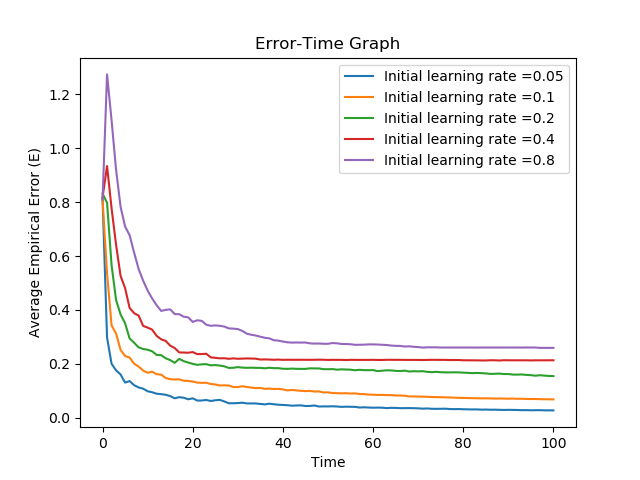 Error-Time Graph
Initial learning rate =0.05
Initial learning rate =0.1
Initial learning rate =0.2
Initial learning rate =0.4
Initial learning rate =0.8
Average Empirical Error (E)
1.2
1.0
0.8
0.6
0.4
0.2
0.0
0 20 40 60 80 100
Time